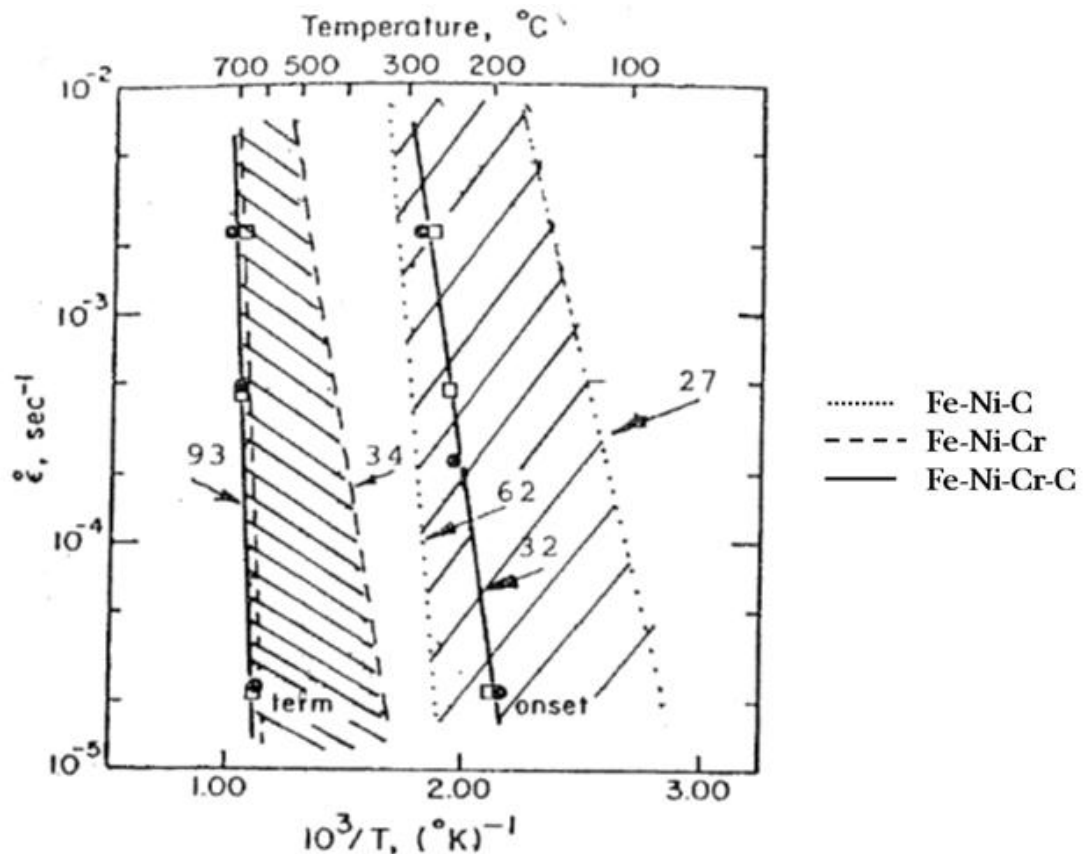 Temperature, °C
700 500 400 300 200 100
10⁻²
10⁻³
10⁻⁴
10⁻⁵
ε̊, sec⁻¹
93
34
62
32
27
term
onset
1.00 2.00 3.00
10³/T, (°K)⁻¹
Fe-Ni-C
Fe-Ni-Cr
Fe-Ni-Cr-C